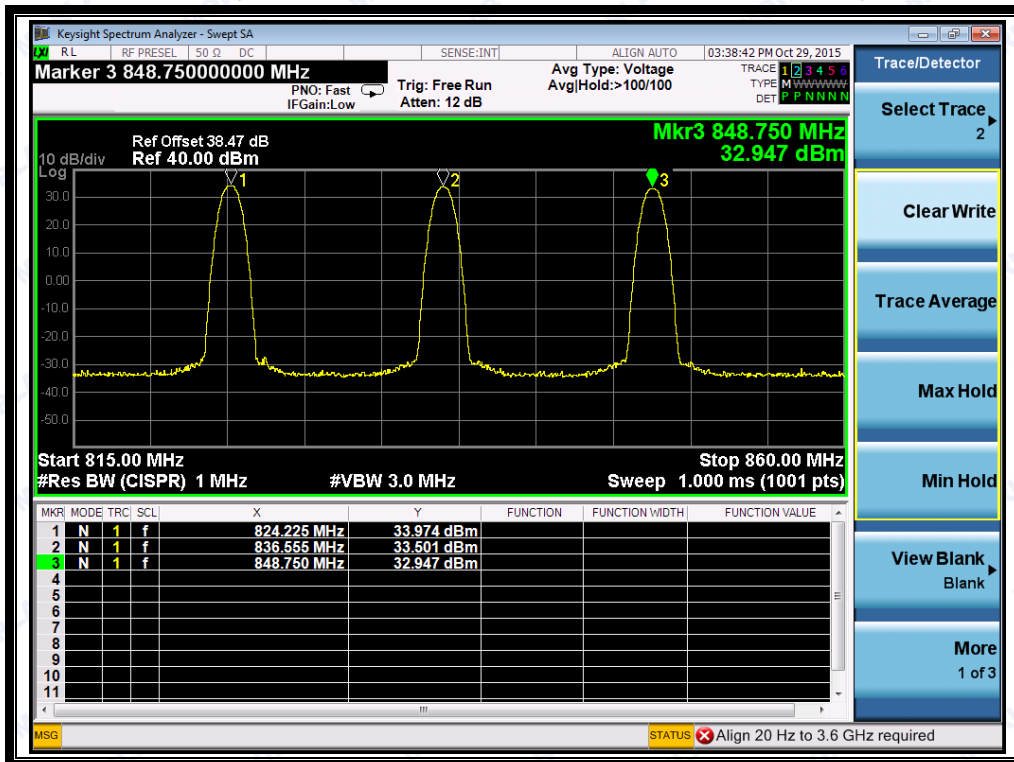 Keysight Spectrum Analyzer - Swept SA
LXI RL RF PRESEL 50 Ω DC SENSE:INT ALIGN AUTO 03:38:42 PM Oct 29, 2015
Marker 3 848.750000000 MHz
PNO: Fast
IFGain:Low
Trig: Free Run
Atten: 12 dB
Avg Type: Voltage
Avg|Hold:>100/100
TRACE 1 2 3 4 5 6
TYPE M W W W W W
DET P P N N N N
Trace/Detector
Select Trace
2
Clear Write
Trace Average
Max Hold
Min Hold
View Blank
Blank
More
1 of 3
Mkr3 848.750 MHz
32.947 dBm
Ref Offset 38.47 dB
10 dB/div Ref 40.00 dBm
Log
1 2 3
30.0
20.0
10.0
0.00
-10.0
-20.0
-30.0
-40.0
-50.0
Start 815.00 MHz Stop 860.00 MHz
#Res BW (CISPR) 1 MHz #VBW 3.0 MHz Sweep 1.000 ms (1001 pts)
MKR MODE TRC SCL X Y FUNCTION FUNCTION WIDTH FUNCTION VALUE
1 N 1 f 824.225 MHz 33.974 dBm
2 N 1 f 836.555 MHz 33.501 dBm
3 N 1 f 848.750 MHz 32.947 dBm
4
5
6
7
8
9
10
11
MSG STATUS Align 20 Hz to 3.6 GHz required